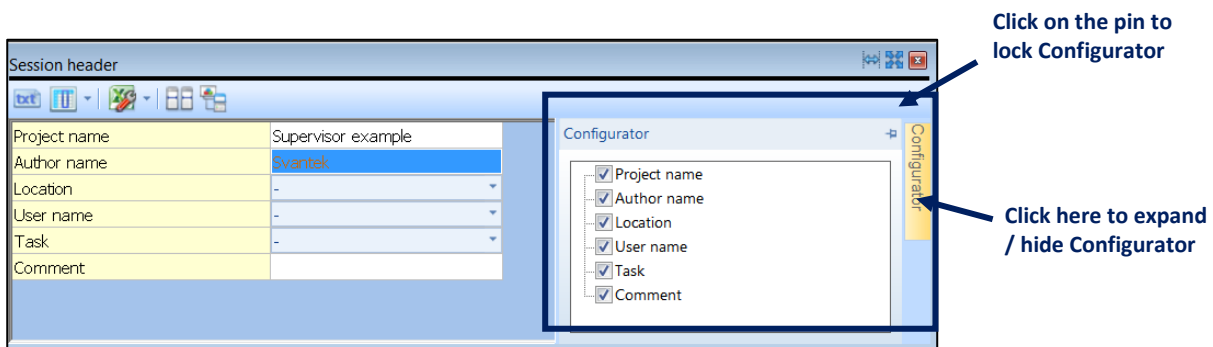 Click on the pin to
lock Configurator
Session header
txt
Project name Supervisor example
Author name Svantek
Location -
User name -
Task -
Comment
Configurator
Project name
Author name
Location
User name
Task
Comment
Configurator
Click here to expand
/ hide Configurator